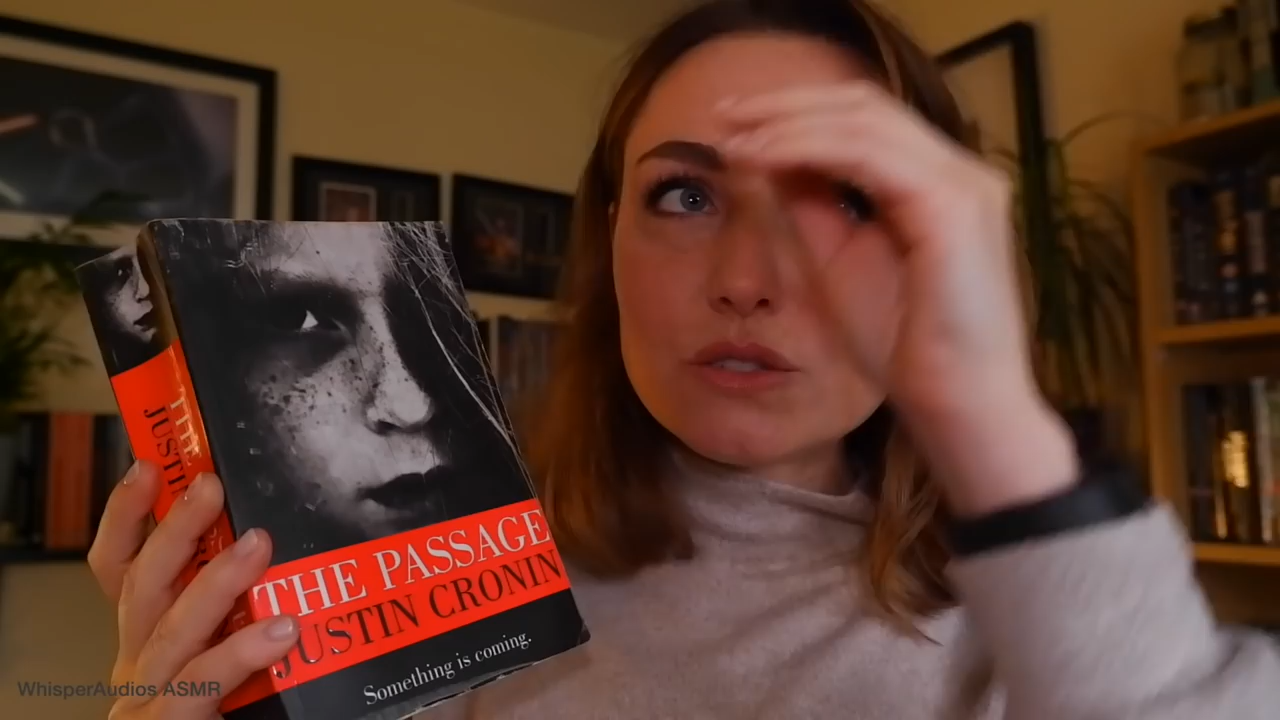 THE PASSAGE
JUSTIN CRONIN
Something is coming.
THE
JUSTIN
WhisperAudios ASMR